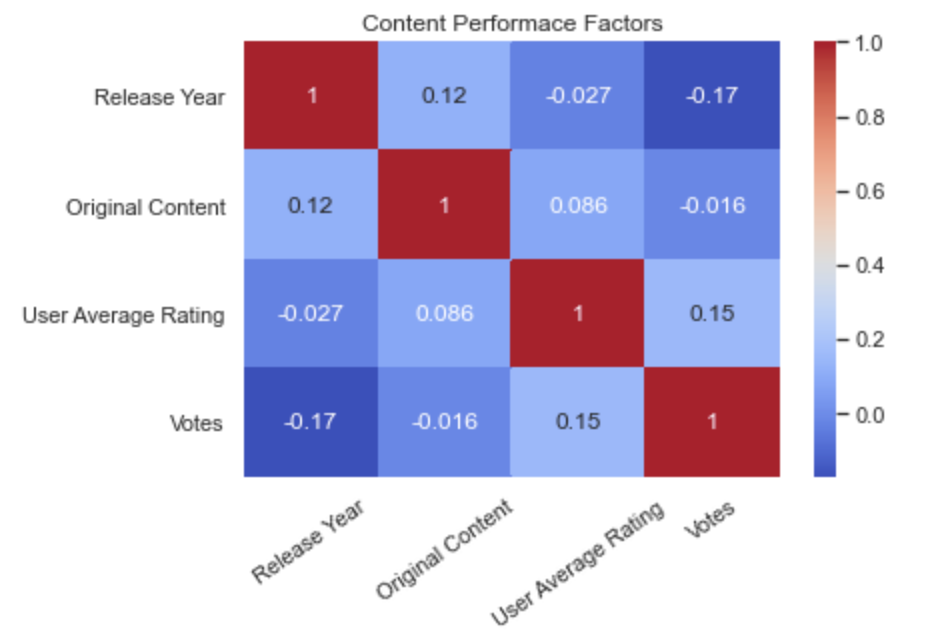 Content Performace Factors
Release Year 1 0.12 -0.027 -0.17
Original Content 0.12 1 0.086 -0.016
User Average Rating -0.027 0.086 1 0.15
Votes -0.17 -0.016 0.15 1
Release Year Original Content User Average Rating Votes
1.0
0.8
0.6
0.4
0.2
0.0